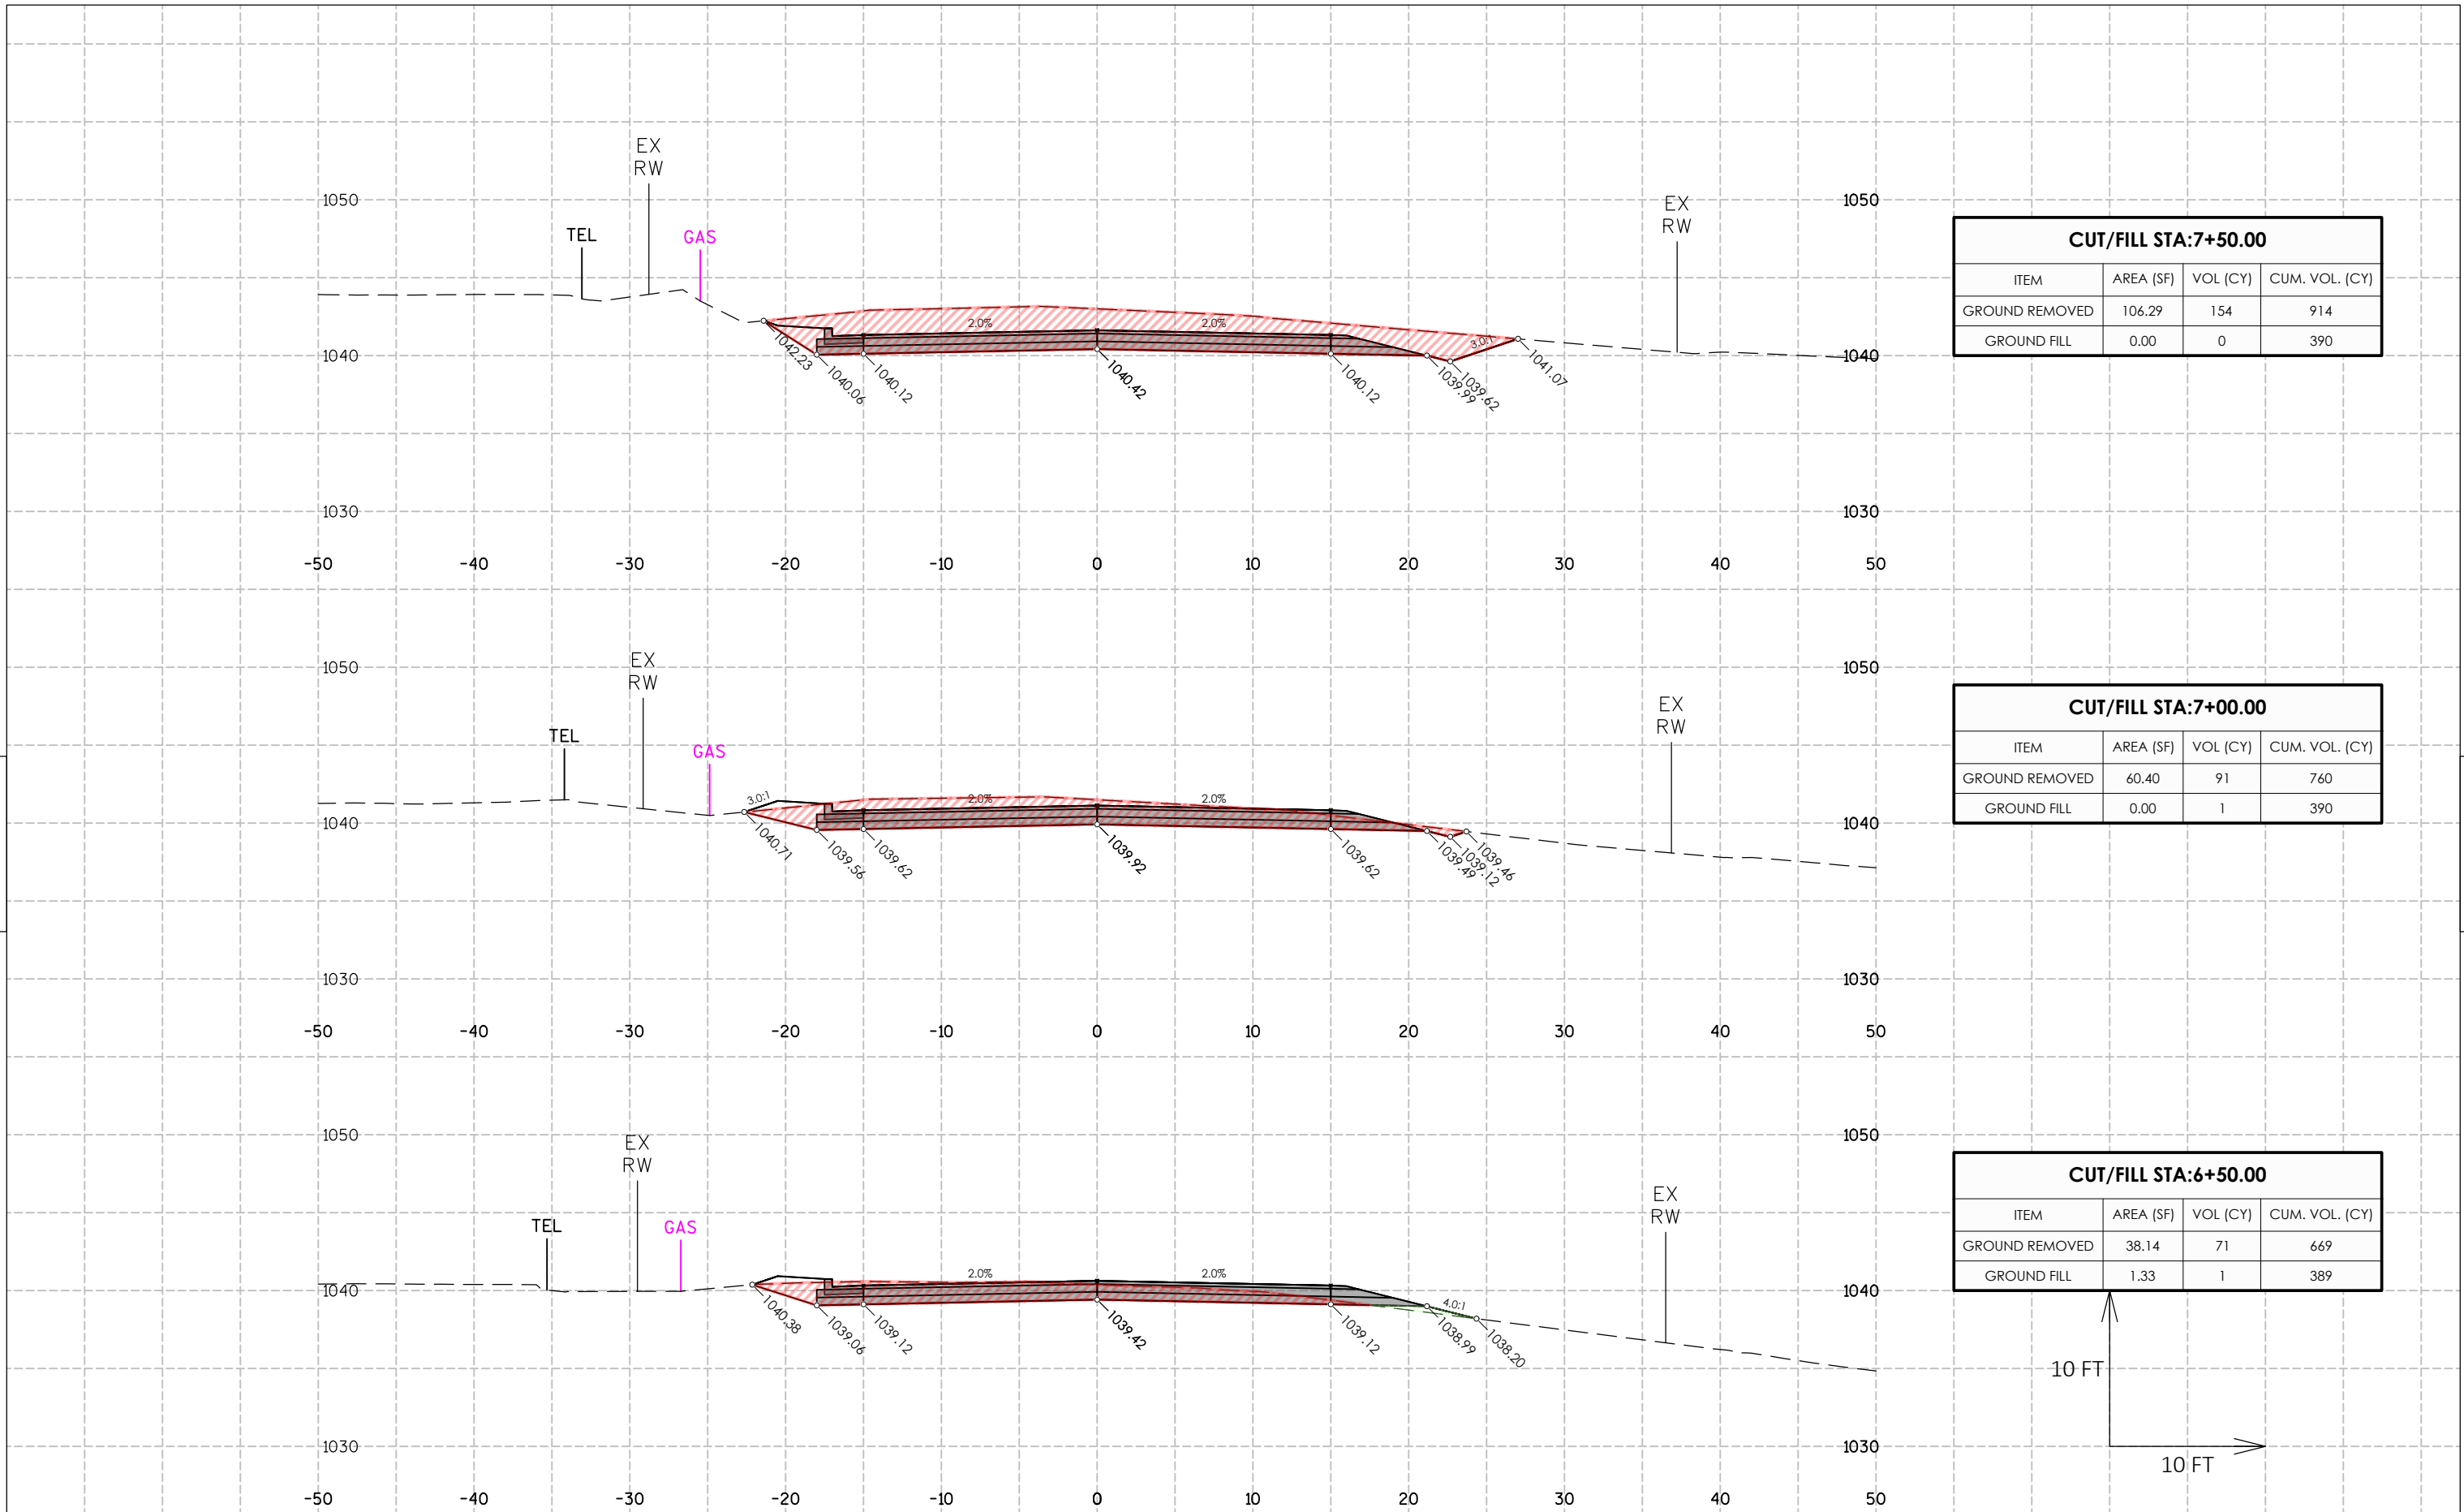 EX
RW
1050
1050
EX
RW
TEL
GAS
CUT/FILL STA:7+50.00
ITEM AREA (SF) VOL (CY) CUM. VOL. (CY)
GROUND REMOVED 106.29 154 914
GROUND FILL 0.00 0 390
2.0%
2.0%
3.0:1
1040
1042.23
1040.06
1040.12
1040.42
1040.12
1039.99
1039.62
1041.07
1040
1030
1030
-50 -40 -30 -20 -10 0 10 20 30 40 50
EX
RW
1050
1050
EX
RW
TEL
GAS
CUT/FILL STA:7+00.00
ITEM AREA (SF) VOL (CY) CUM. VOL. (CY)
GROUND REMOVED 60.40 91 760
GROUND FILL 0.00 1 390
3.0:1
2.0%
2.0%
1040
1040.71
1039.56
1039.62
1039.92
1039.62
1039.49
1039.12
1039.46
1040
1030
1030
-50 -40 -30 -20 -10 0 10 20 30 40 50
EX
RW
1050
1050
EX
RW
TEL
GAS
CUT/FILL STA:6+50.00
ITEM AREA (SF) VOL (CY) CUM. VOL. (CY)
GROUND REMOVED 38.14 71 669
GROUND FILL 1.33 1 389
2.0%
2.0%
4.0:1
1040
1040.38
1039.06
1039.12
1039.42
1039.12
1038.99
1038.20
1040
10 FT
1030
1030
10 FT
-50 -40 -30 -20 -10 0 10 20 30 40 50